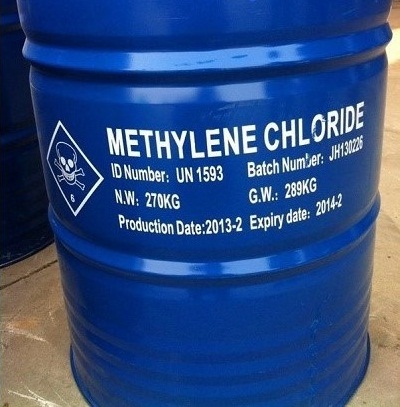 METHYLENE CHLORIDE
ID Number: UN 1593 Batch Number: JH130226
N.W: 270KG G.W.: 289KG
Production Date:2013-2 Expiry date: 2014-2
6